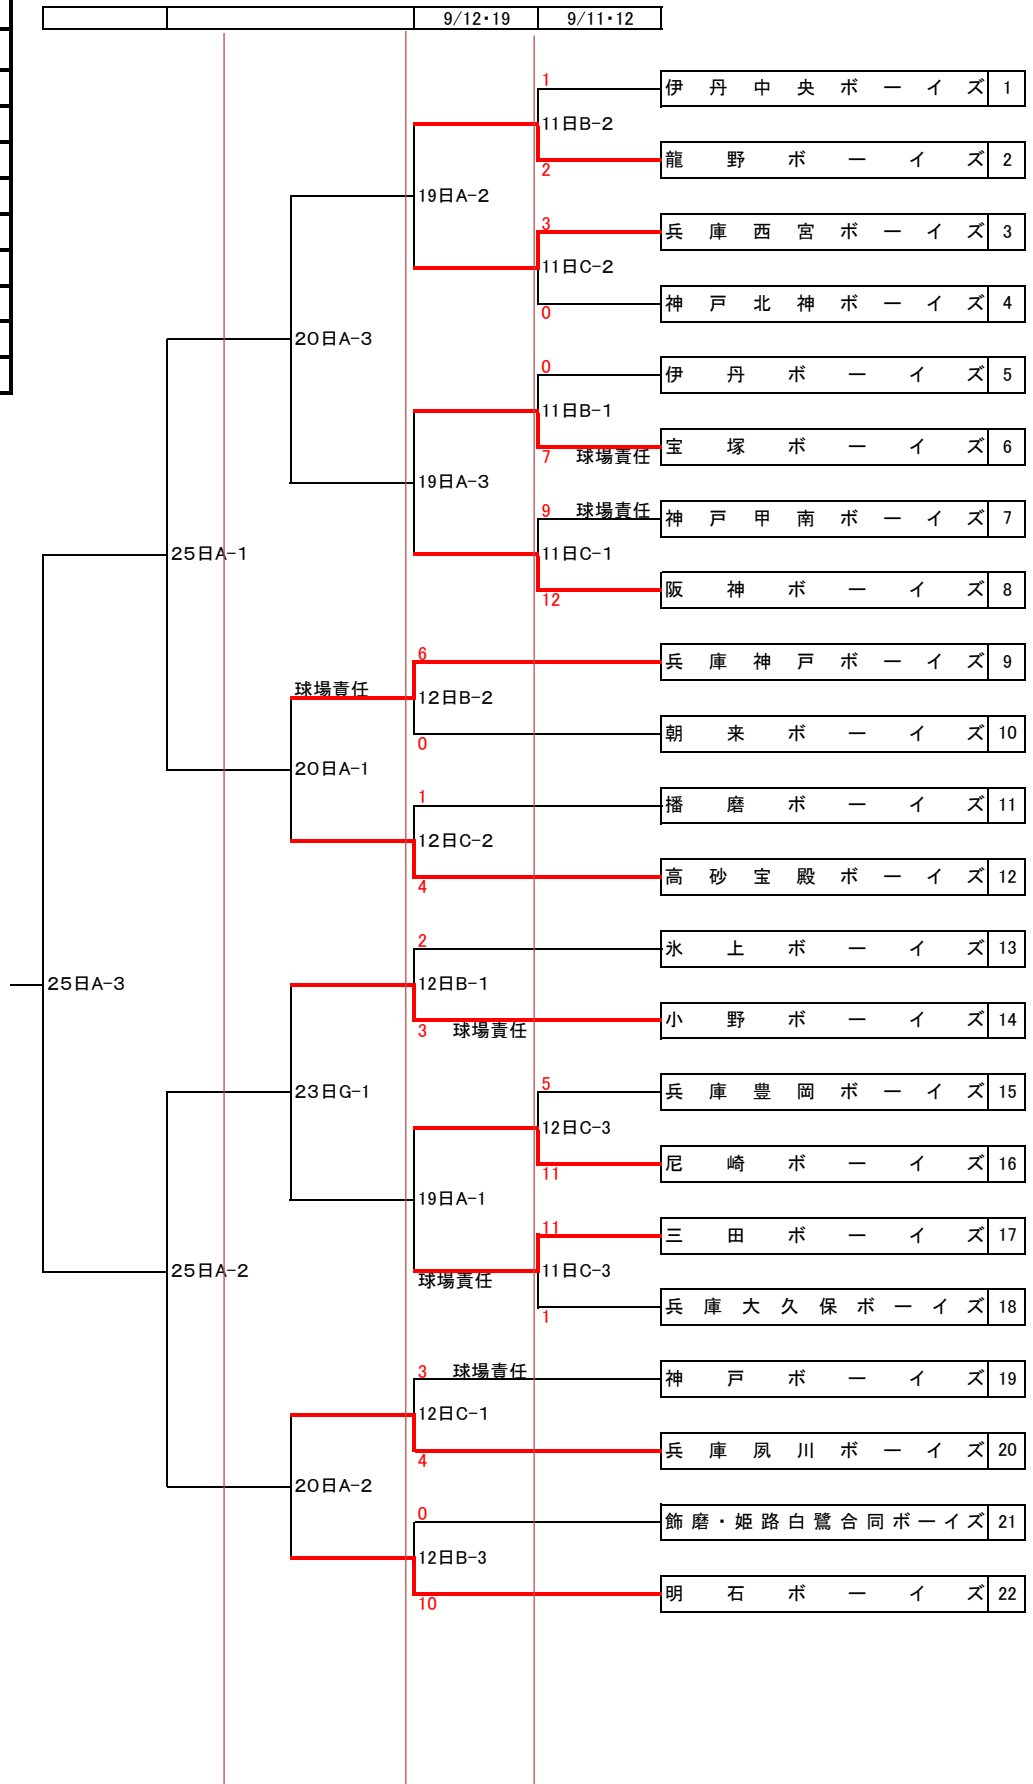 9/12・19 9/11・12
1
伊丹中央ボーイズ 1
11日B-2
2
龍野ボーイズ 2
19日A-2
3
兵庫西宮ボーイズ 3
11日C-2
0
神戸北神ボーイズ 4
20日A-3
0
伊丹ボーイズ 5
11日B-1
7 球場責任
宝塚ボーイズ 6
19日A-3
9 球場責任
神戸甲南ボーイズ 7
25日A-1
11日C-1
12
阪神ボーイズ 8
6
兵庫神戸ボーイズ 9
球場責任
12日B-2
0
朝来ボーイズ 10
20日A-1
1
播磨ボーイズ 11
12日C-2
4
高砂宝殿ボーイズ 12
2
氷上ボーイズ 13
25日A-3
12日B-1
3 球場責任
小野ボーイズ 14
23日G-1
5
兵庫豊岡ボーイズ 15
12日C-3
11
尼崎ボーイズ 16
19日A-1
11
三田ボーイズ 17
25日A-2
球場責任
11日C-3
1
兵庫大久保ボーイズ 18
3 球場責任
神戸ボーイズ 19
12日C-1
4
兵庫夙川ボーイズ 20
20日A-2
0
飾磨・姫路白鷺合同ボーイズ 21
12日B-3
10
明石ボーイズ 22